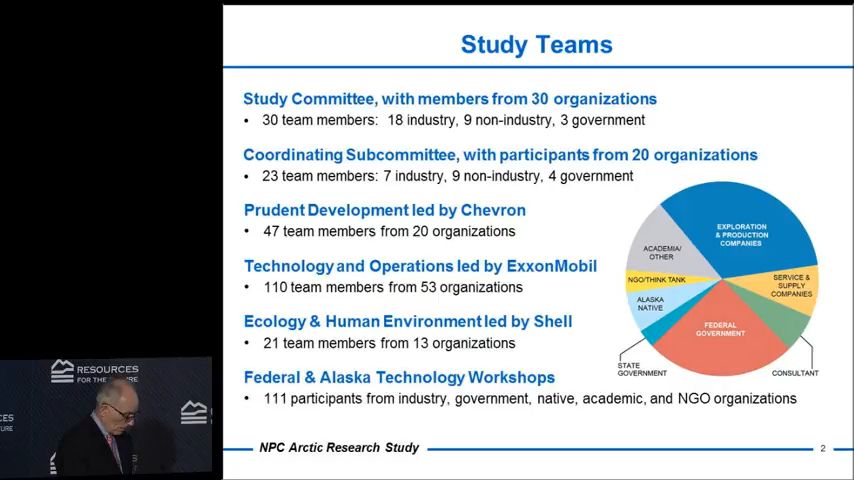 Study Teams
Study Committee, with members from 30 organizations
• 30 team members: 18 industry, 9 non-industry, 3 government
Coordinating Subcommittee, with participants from 20 organizations
• 23 team members: 7 industry, 9 non-industry, 4 government
Prudent Development led by Chevron
• 47 team members from 20 organizations
Technology and Operations led by ExxonMobil
• 110 team members from 53 organizations
Ecology & Human Environment led by Shell
• 21 team members from 13 organizations
Federal & Alaska Technology Workshops
• 111 participants from industry, government, native, academic, and NGO organizations
EXPLORATION
& PRODUCTION
COMPANIES
ACADEMIA/
OTHER
NGO/THINK TANK
SERVICE &
SUPPLY
COMPANIES
ALASKA
NATIVE
FEDERAL
GOVERNMENT
STATE
GOVERNMENT
CONSULTANT
NPC Arctic Research Study
2
RESOURCES
FOR THE